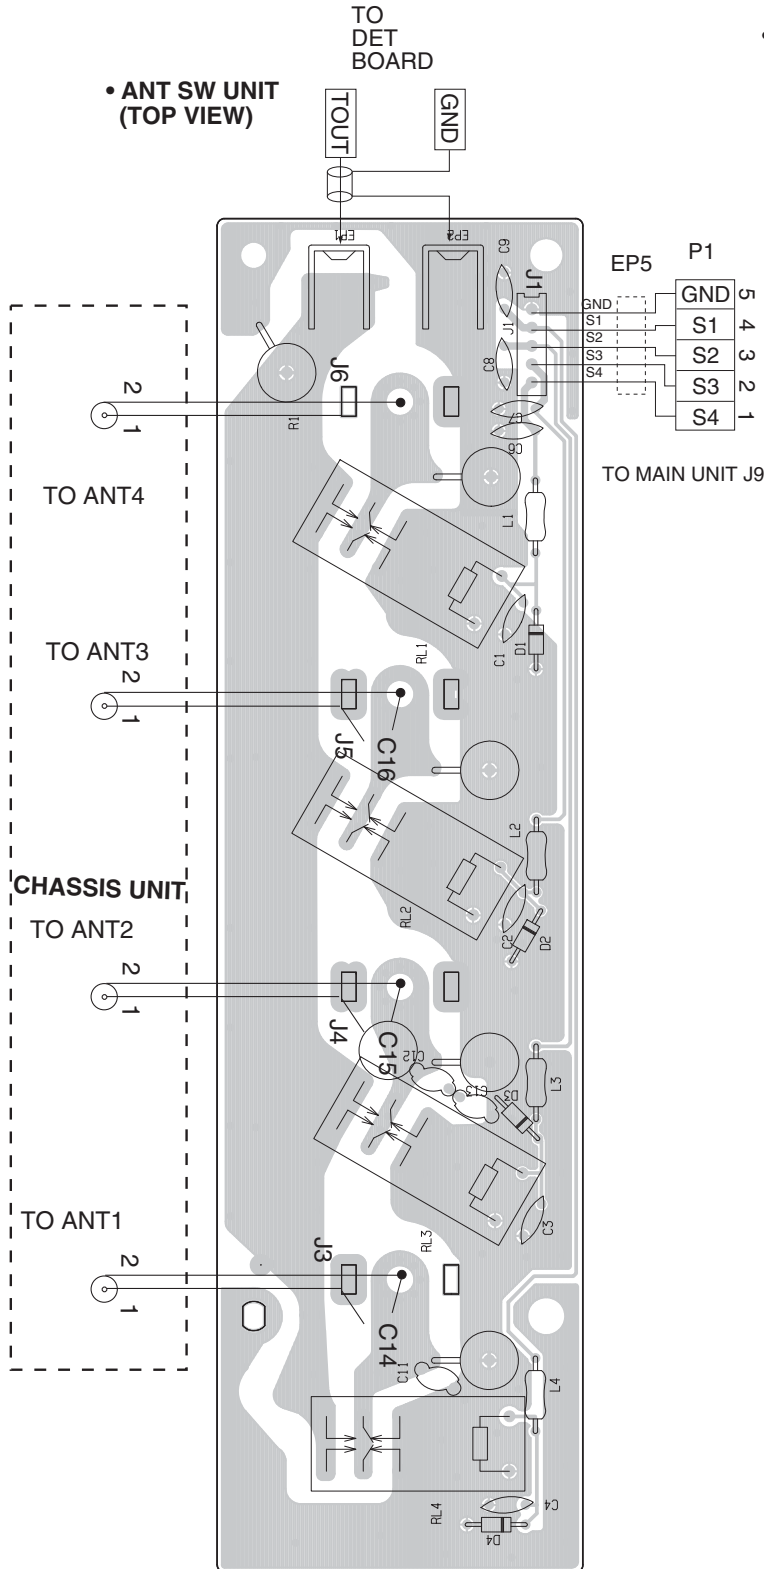 TO
DET
BOARD
• ANT SW UNIT
(TOP VIEW)
TOUT
GND
EP1
EP2
C9
J1
J1
EP5
P1
GND
S1
S2
S3
S4
GND 5
S1 4
S2 3
S3 2
S4 1
TO MAIN UNIT J9
C8
C7
C6
J6
R1
2
1
TO ANT4
L1
C1
D1
RL1
TO ANT3
2
1
J5
C16
L2
RL2
C2
D2
CHASSIS UNIT
TO ANT2
2
1
J4
C15
C12
C13
D3
L3
C3
RL3
TO ANT1
2
1
J3
C14
C11
L4
RL4
C4
D4